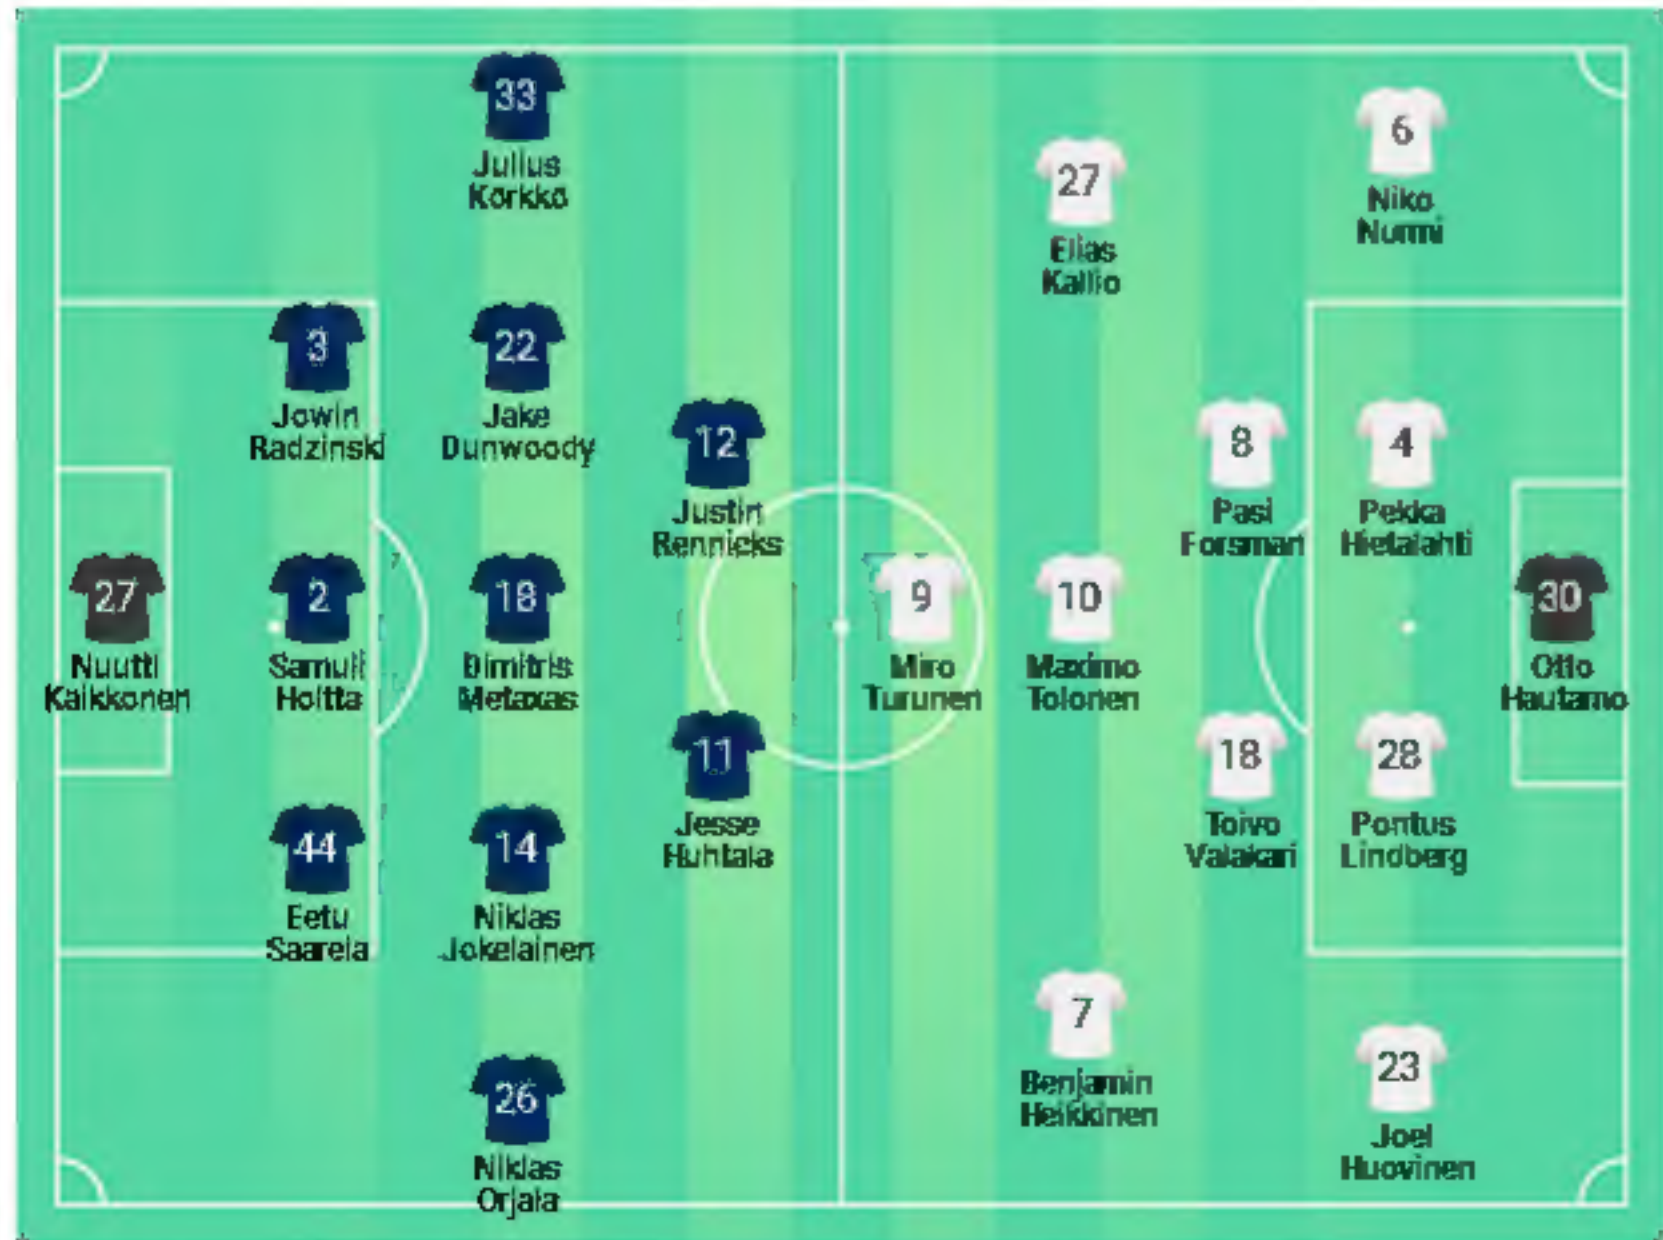 33
Julius
Korkko
3
Jowin
Radzinski
22
Jake
Dunwoody
12
Justin
Rennicks
27
Nuutti
Kaikkonen
2
Samuli
Holtta
18
Dimitris
Metaxas
11
Jesse
Huhtala
44
Eetu
Saarela
14
Niklas
Jokelainen
26
Niklas
Orjala
27
Elias
Kallio
6
Niko
Nurmi
8
Pasi
Forsman
4
Pekka
Hietalahti
9
Miro
Turunen
10
Maximo
Tolonen
30
Otto
Hautamo
18
Toivo
Valakari
28
Pontus
Lindberg
7
Benjamin
Heikkinen
23
Joel
Huovinen